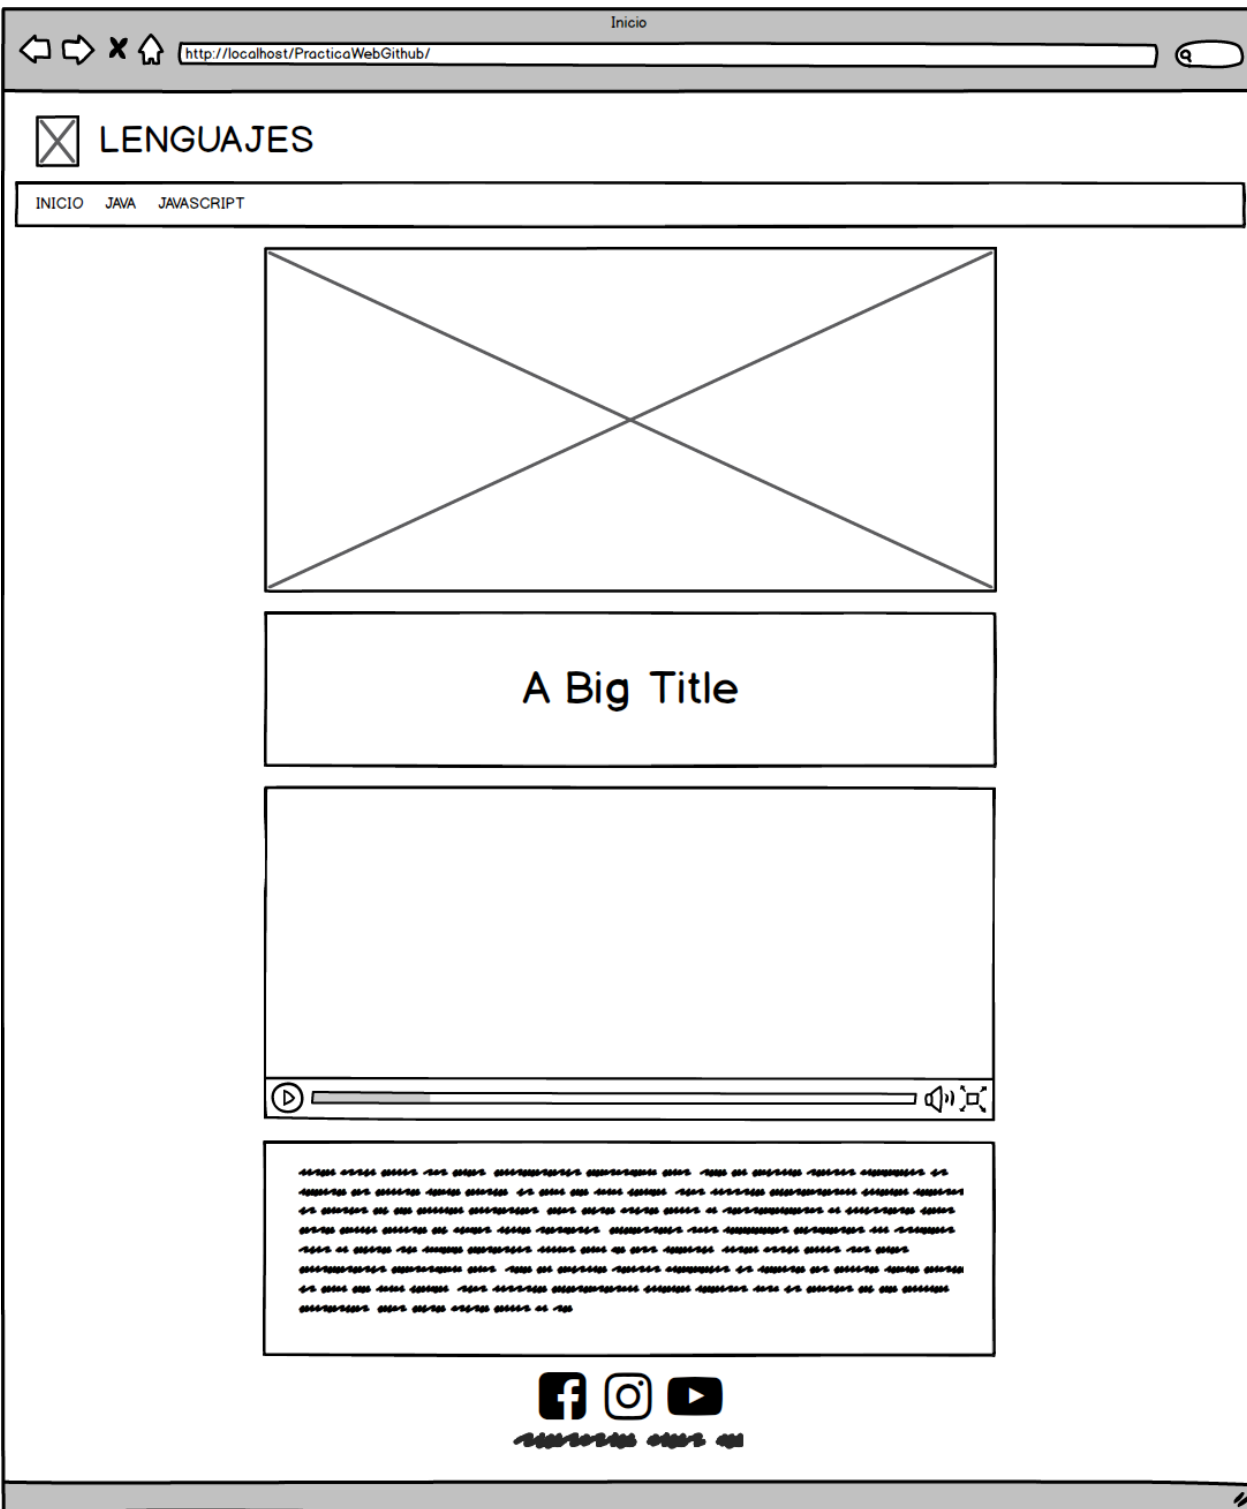 Inicio
http://localhost/PracticaWebGithub/
LENGUAJES
INICIO JAVA JAVASCRIPT
A Big Title